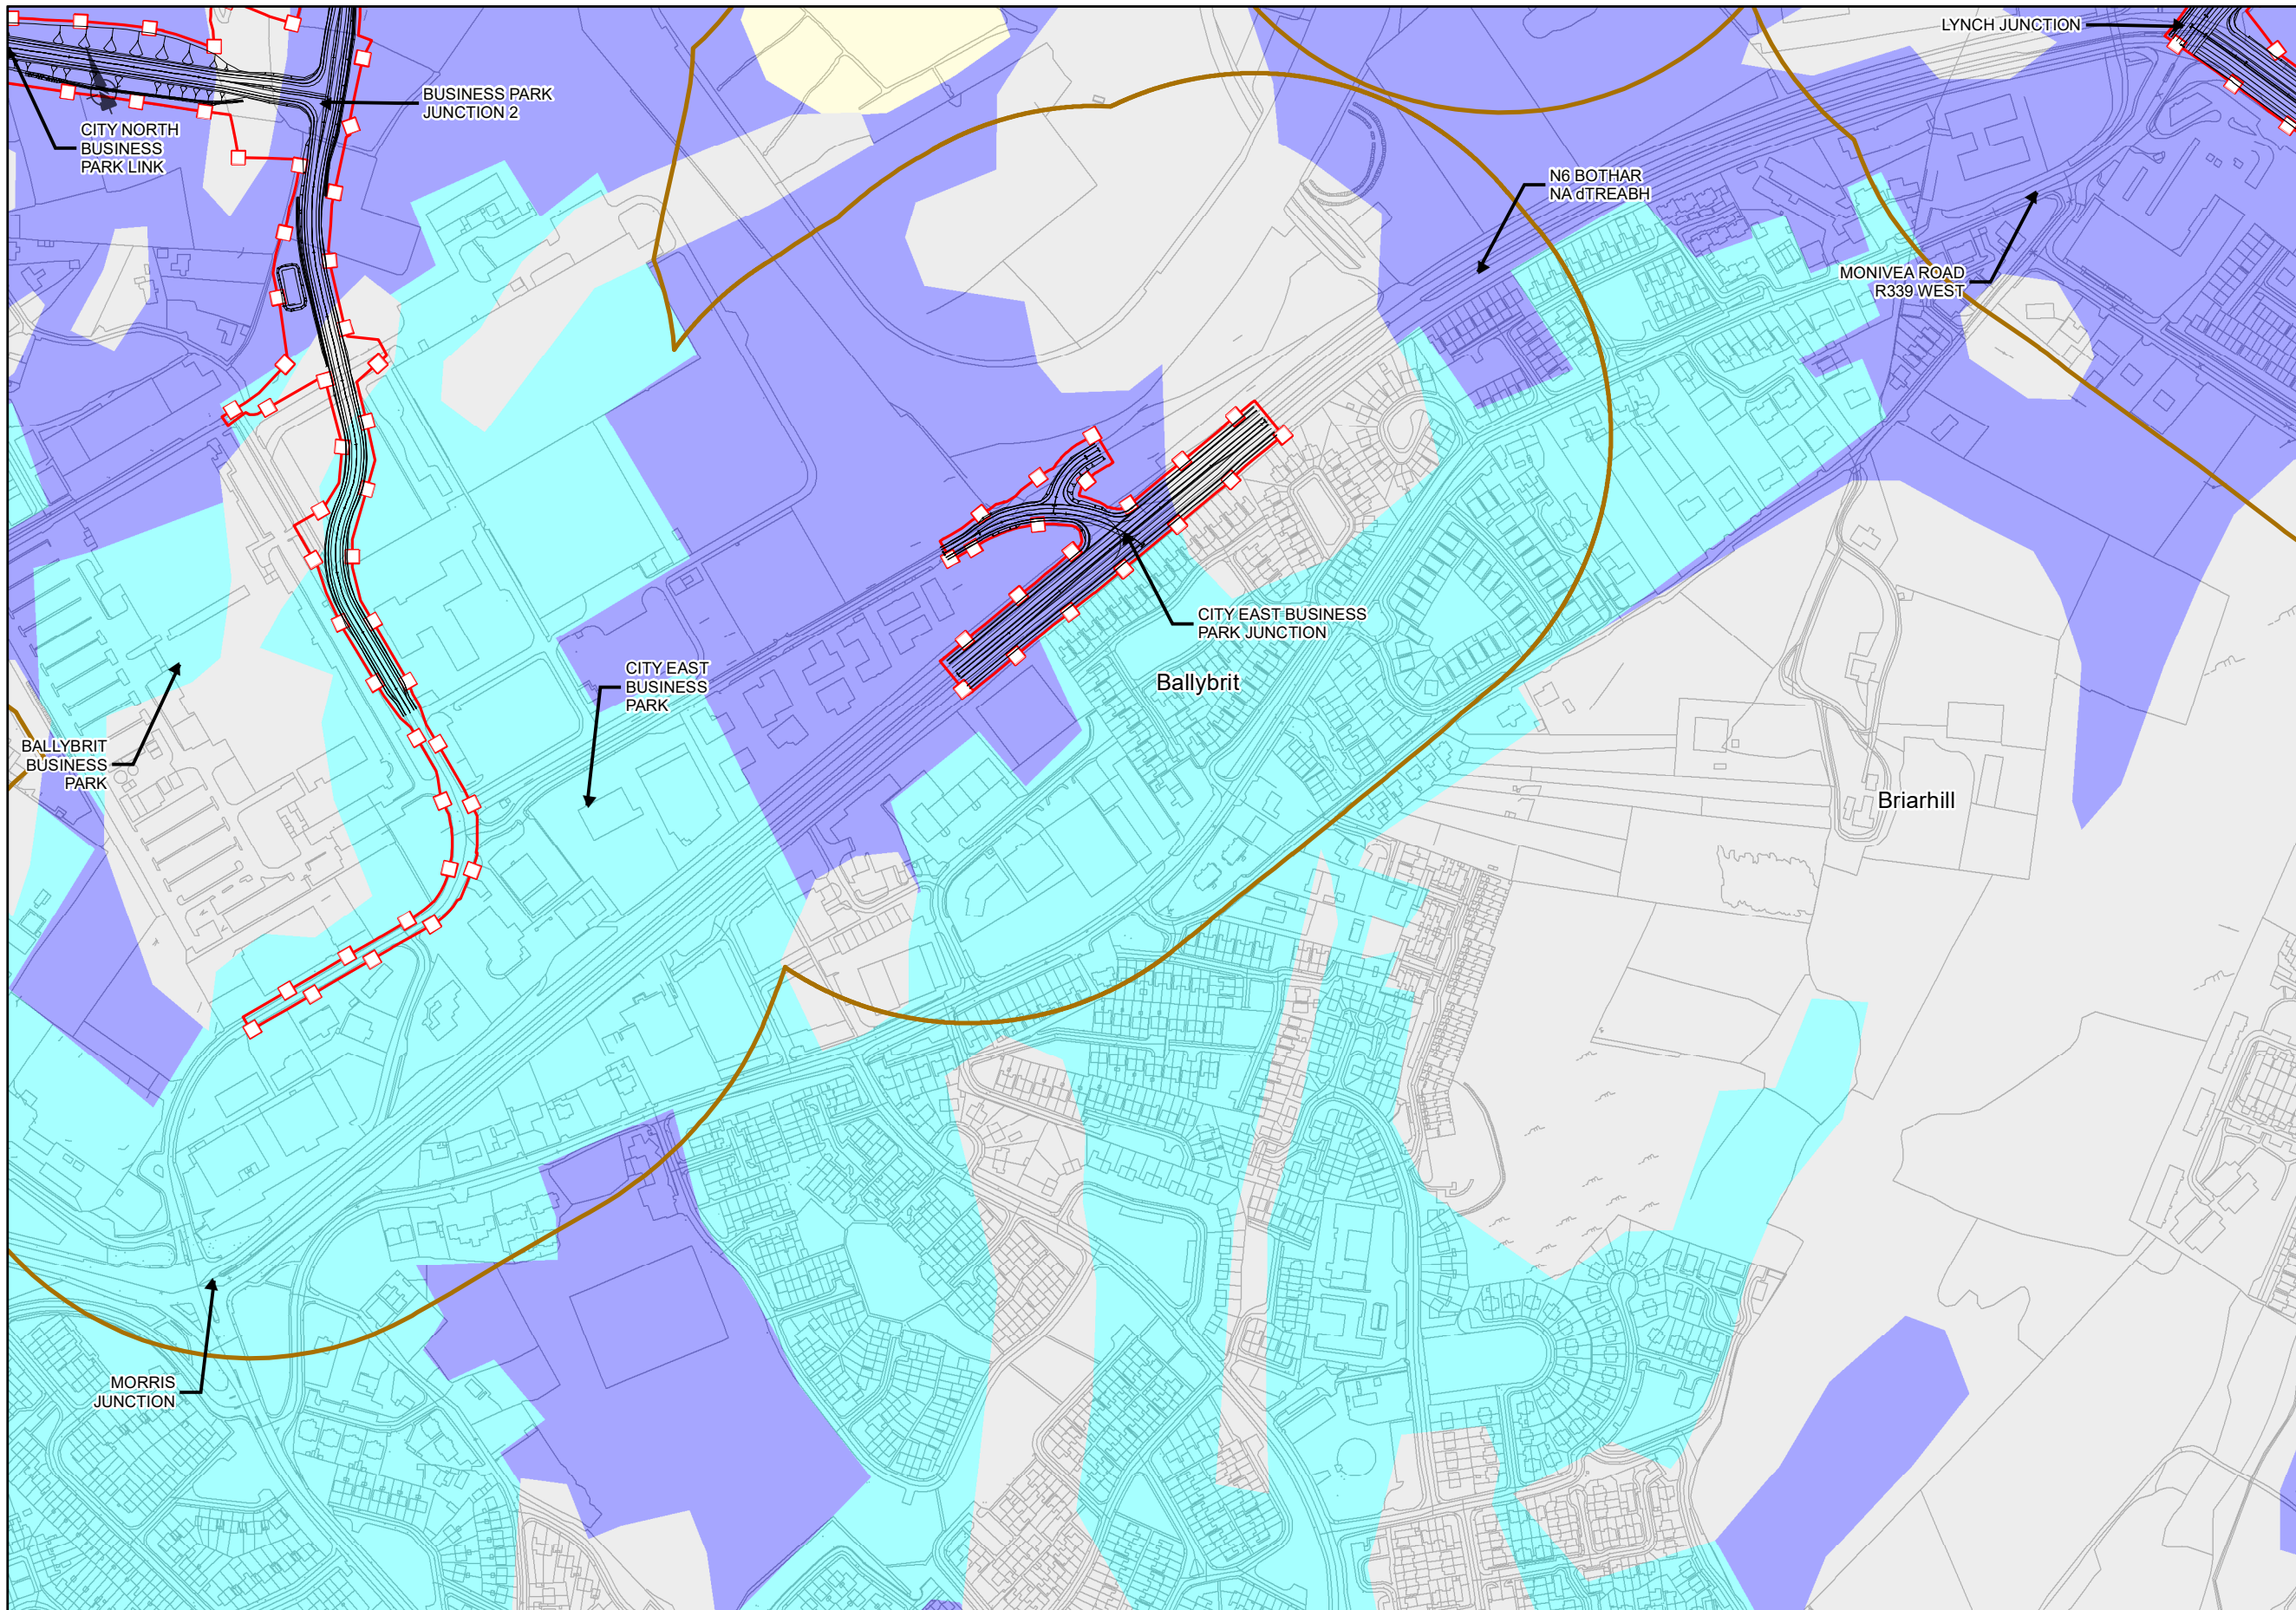 LYNCH JUNCTION
BUSINESS PARK
JUNCTION 2
CITY NORTH
BUSINESS
PARK LINK
N6 BOTHAR
NA dTREABH
MONIVEA ROAD
R339 WEST
CITY EAST BUSINESS
PARK JUNCTION
CITY EAST
BUSINESS
PARK
Ballybrit
BALLYBRIT
BUSINESS
PARK
Briarhill
MORRIS
JUNCTION